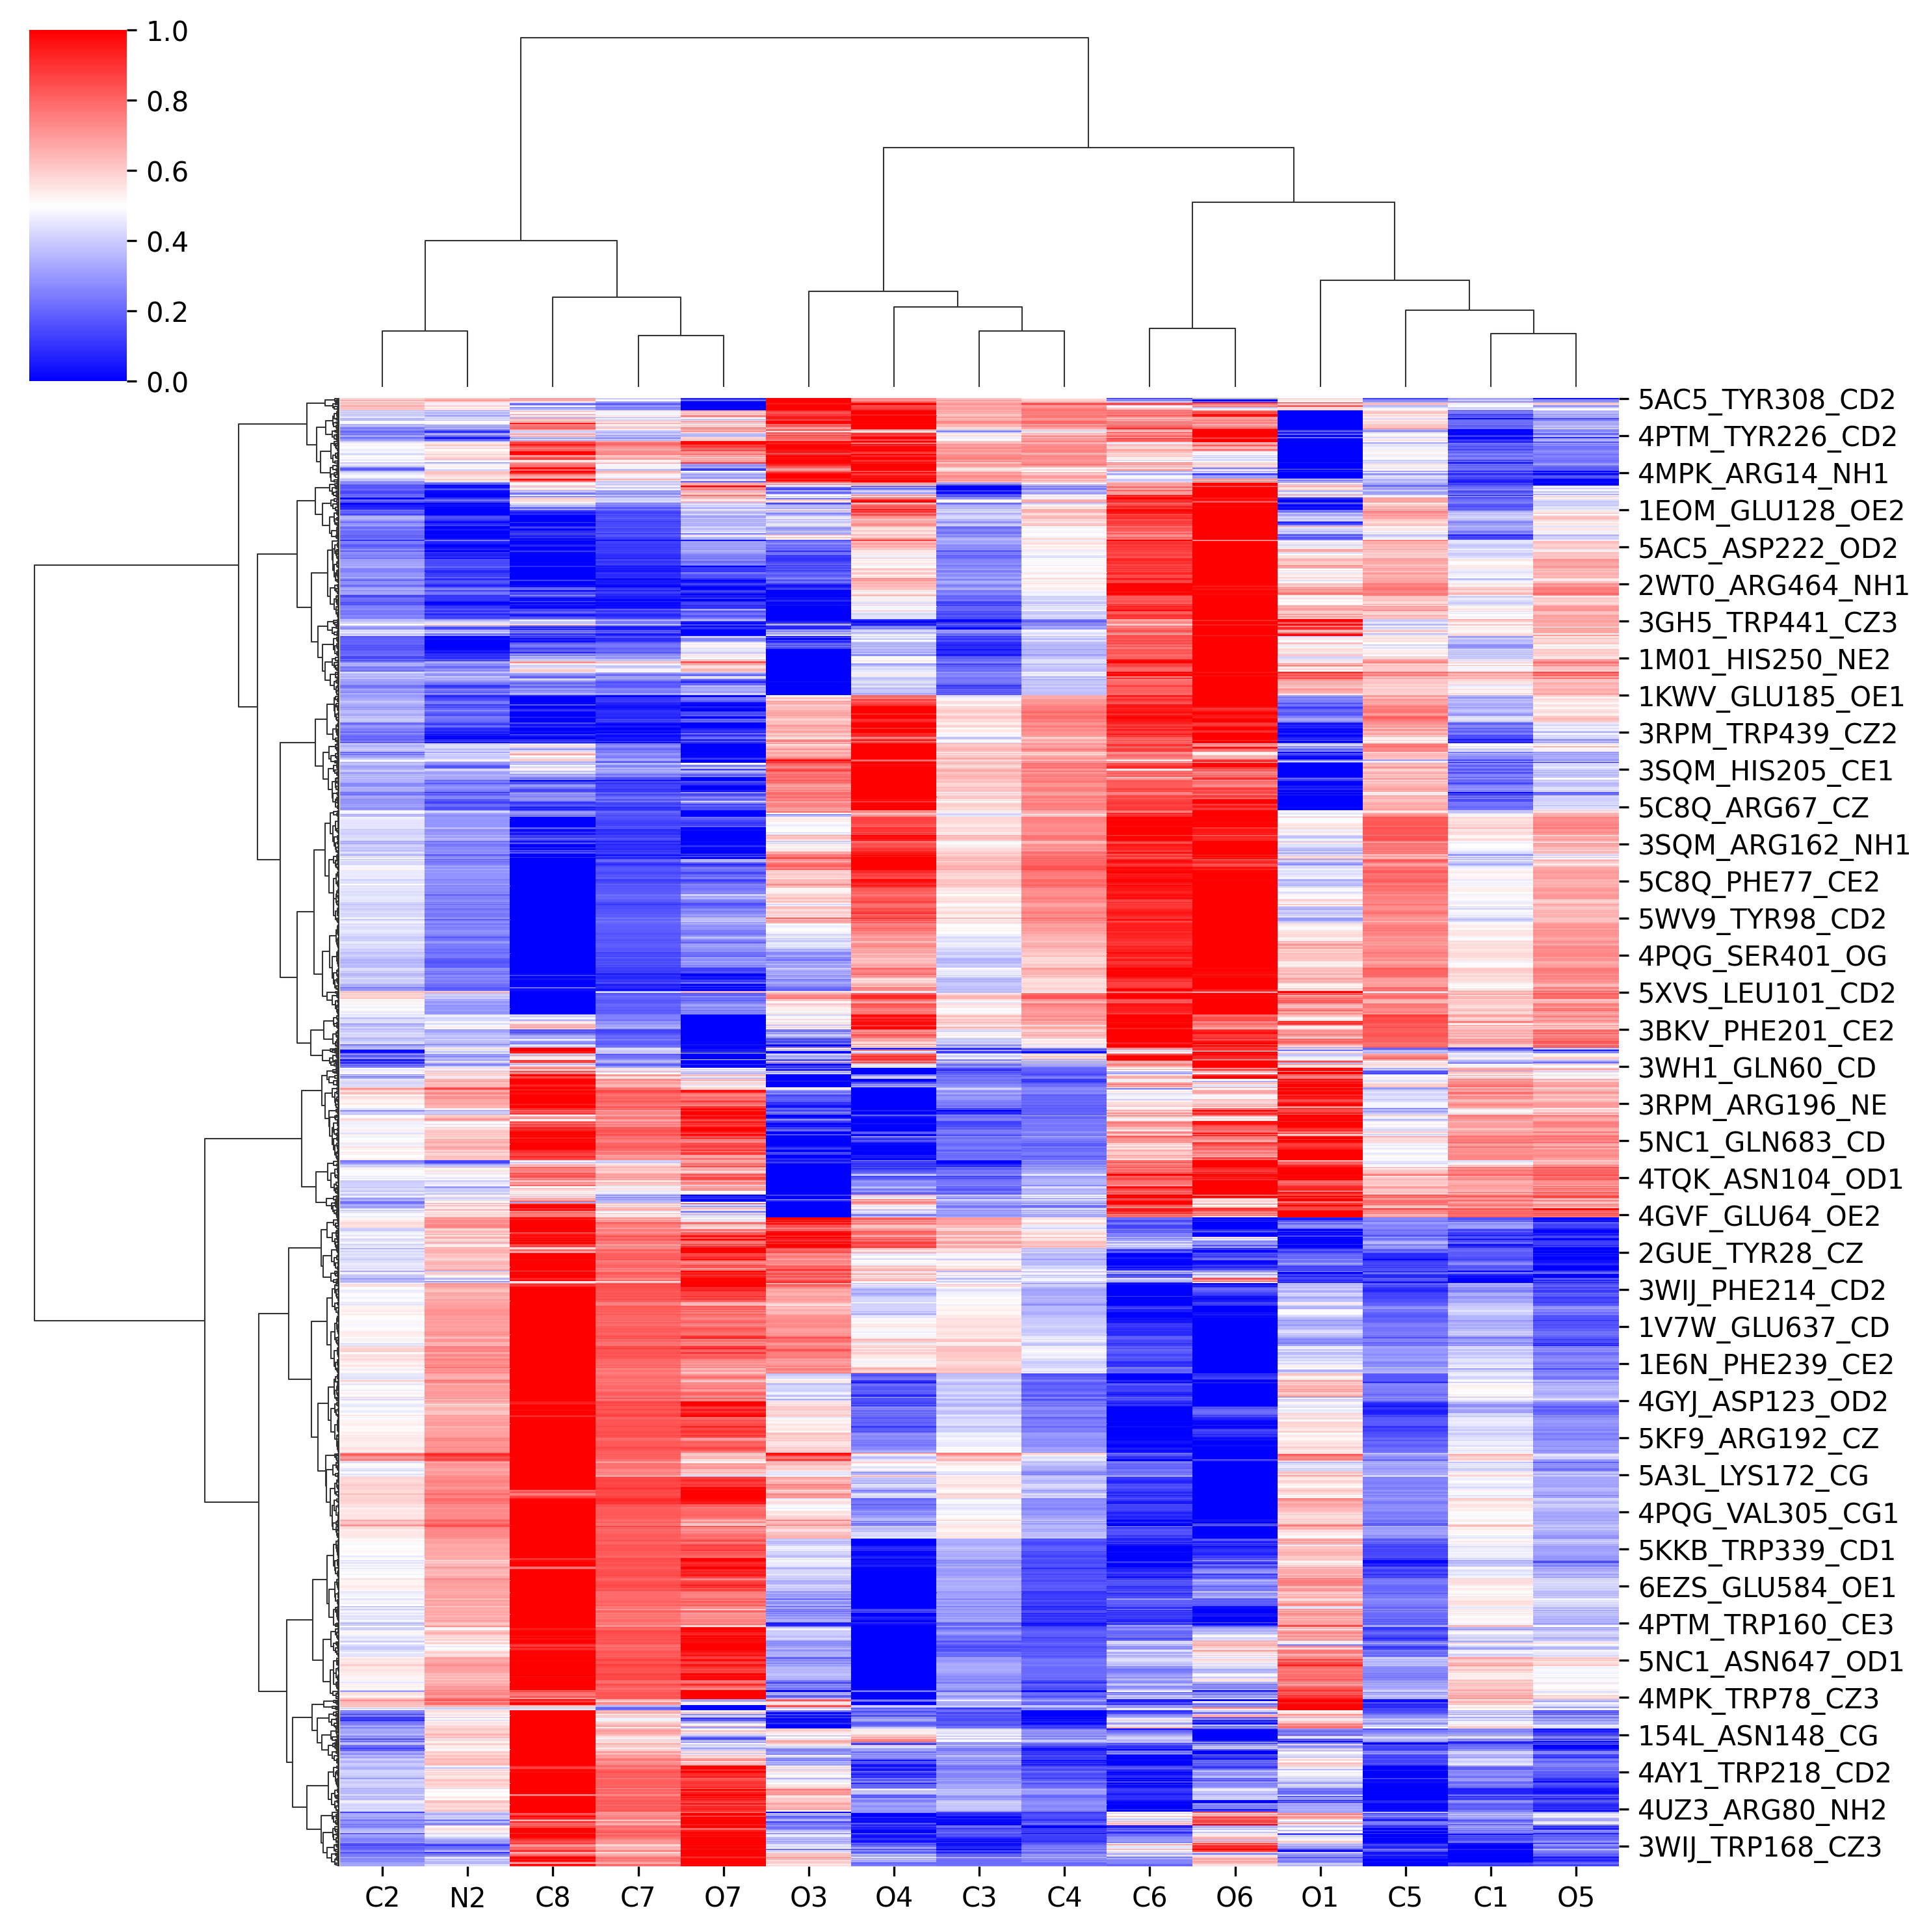 1.0
0.8
0.6
0.4
0.2
0.0
5AC5_TYR308_CD2
4PTM_TYR226_CD2
4MPK_ARG14_NH1
1EOM_GLU128_OE2
5AC5_ASP222_OD2
2WT0_ARG464_NH1
3GH5_TRP441_CZ3
1M01_HIS250_NE2
1KWV_GLU185_OE1
3RPM_TRP439_CZ2
3SQM_HIS205_CE1
5C8Q_ARG67_CZ
3SQM_ARG162_NH1
5C8Q_PHE77_CE2
5WV9_TYR98_CD2
4PQG_SER401_OG
5XVS_LEU101_CD2
3BKV_PHE201_CE2
3WH1_GLN60_CD
3RPM_ARG196_NE
5NC1_GLN683_CD
4TQK_ASN104_OD1
4GVF_GLU64_OE2
2GUE_TYR28_CZ
3WIJ_PHE214_CD2
1V7W_GLU637_CD
1E6N_PHE239_CE2
4GYJ_ASP123_OD2
5KF9_ARG192_CZ
5A3L_LYS172_CG
4PQG_VAL305_CG1
5KKB_TRP339_CD1
6EZS_GLU584_OE1
4PTM_TRP160_CE3
5NC1_ASN647_OD1
4MPK_TRP78_CZ3
154L_ASN148_CG
4AY1_TRP218_CD2
4UZ3_ARG80_NH2
3WIJ_TRP168_CZ3
C2 N2 C8 C7 O7 O3 O4 C3 C4 C6 O6 O1 C5 C1 O5